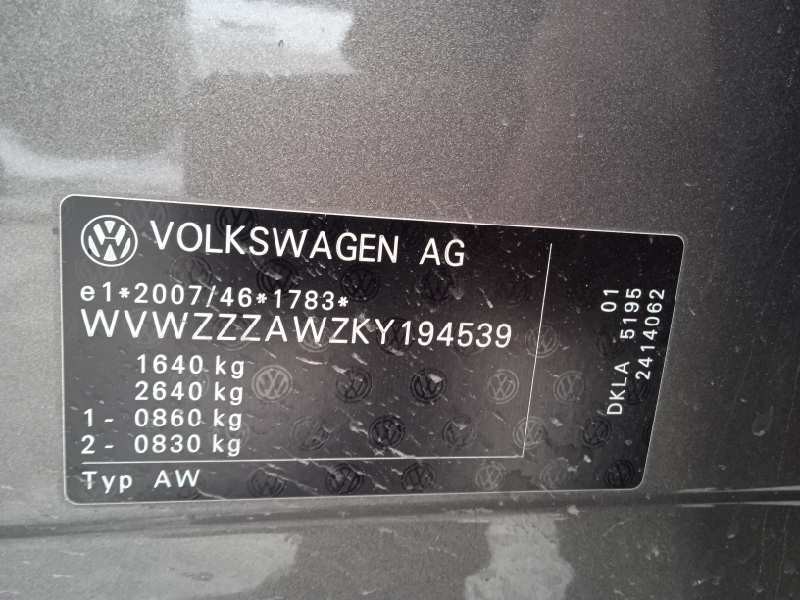 VOLKSWAGEN AG
e1*2007/46*1783*
WVWZZZAWZKY194539
1640 kg
2640 kg
1- 0860 kg
2- 0830 kg
Typ AW
01
DKLA 5195
2414062